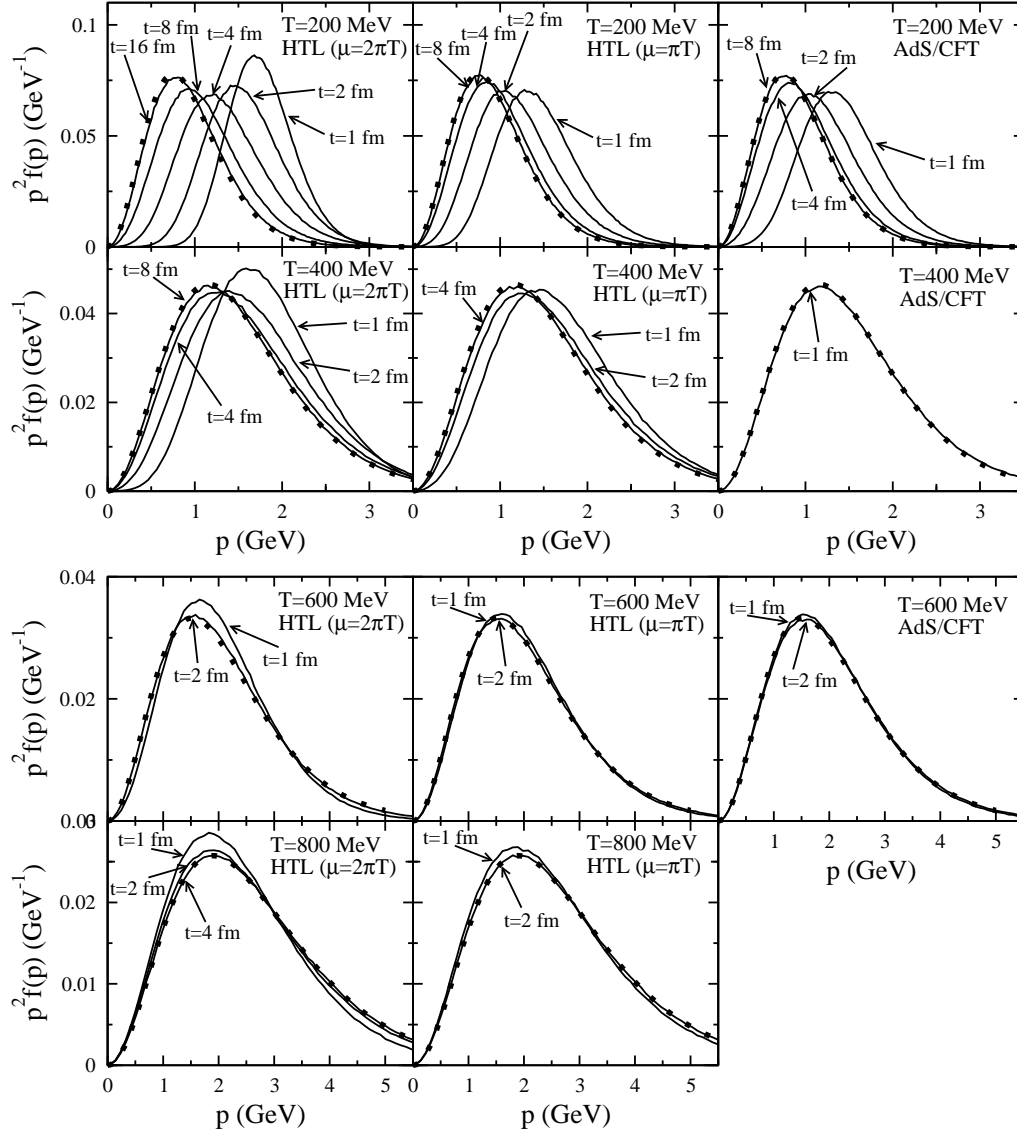 T=200 MeV
HTL (μ=2πT)
t=8 fm
t=4 fm
t=16 fm
t=2 fm
t=1 fm
T=200 MeV
HTL (μ=πT)
t=2 fm
t=4 fm
t=8 fm
t=1 fm
T=200 MeV
AdS/CFT
t=2 fm
t=8 fm
t=1 fm
t=4 fm
0.1
0.05
0
p²f(p) (GeV⁻¹)
T=400 MeV
HTL (μ=2πT)
t=8 fm
t=1 fm
t=2 fm
t=4 fm
T=400 MeV
HTL (μ=πT)
t=4 fm
t=1 fm
t=2 fm
T=400 MeV
AdS/CFT
t=1 fm
0.04
0.02
0
p²f(p) (GeV⁻¹)
0 1 2 3 0 1 2 3 0 1 2 3
p (GeV) p (GeV) p (GeV)
T=600 MeV
HTL (μ=2πT)
t=1 fm
t=2 fm
T=600 MeV
HTL (μ=πT)
t=1 fm
t=2 fm
T=600 MeV
AdS/CFT
t=1 fm
t=2 fm
0.04
0.02
0
p²f(p) (GeV⁻¹)
0 1 2 3 4 5
p (GeV)
T=800 MeV
HTL (μ=2πT)
t=1 fm
t=2 fm
t=4 fm
T=800 MeV
HTL (μ=πT)
t=1 fm
t=2 fm
0.03
0.02
0.01
0
p²f(p) (GeV⁻¹)
0 1 2 3 4 5 0 1 2 3 4 5
p (GeV) p (GeV)